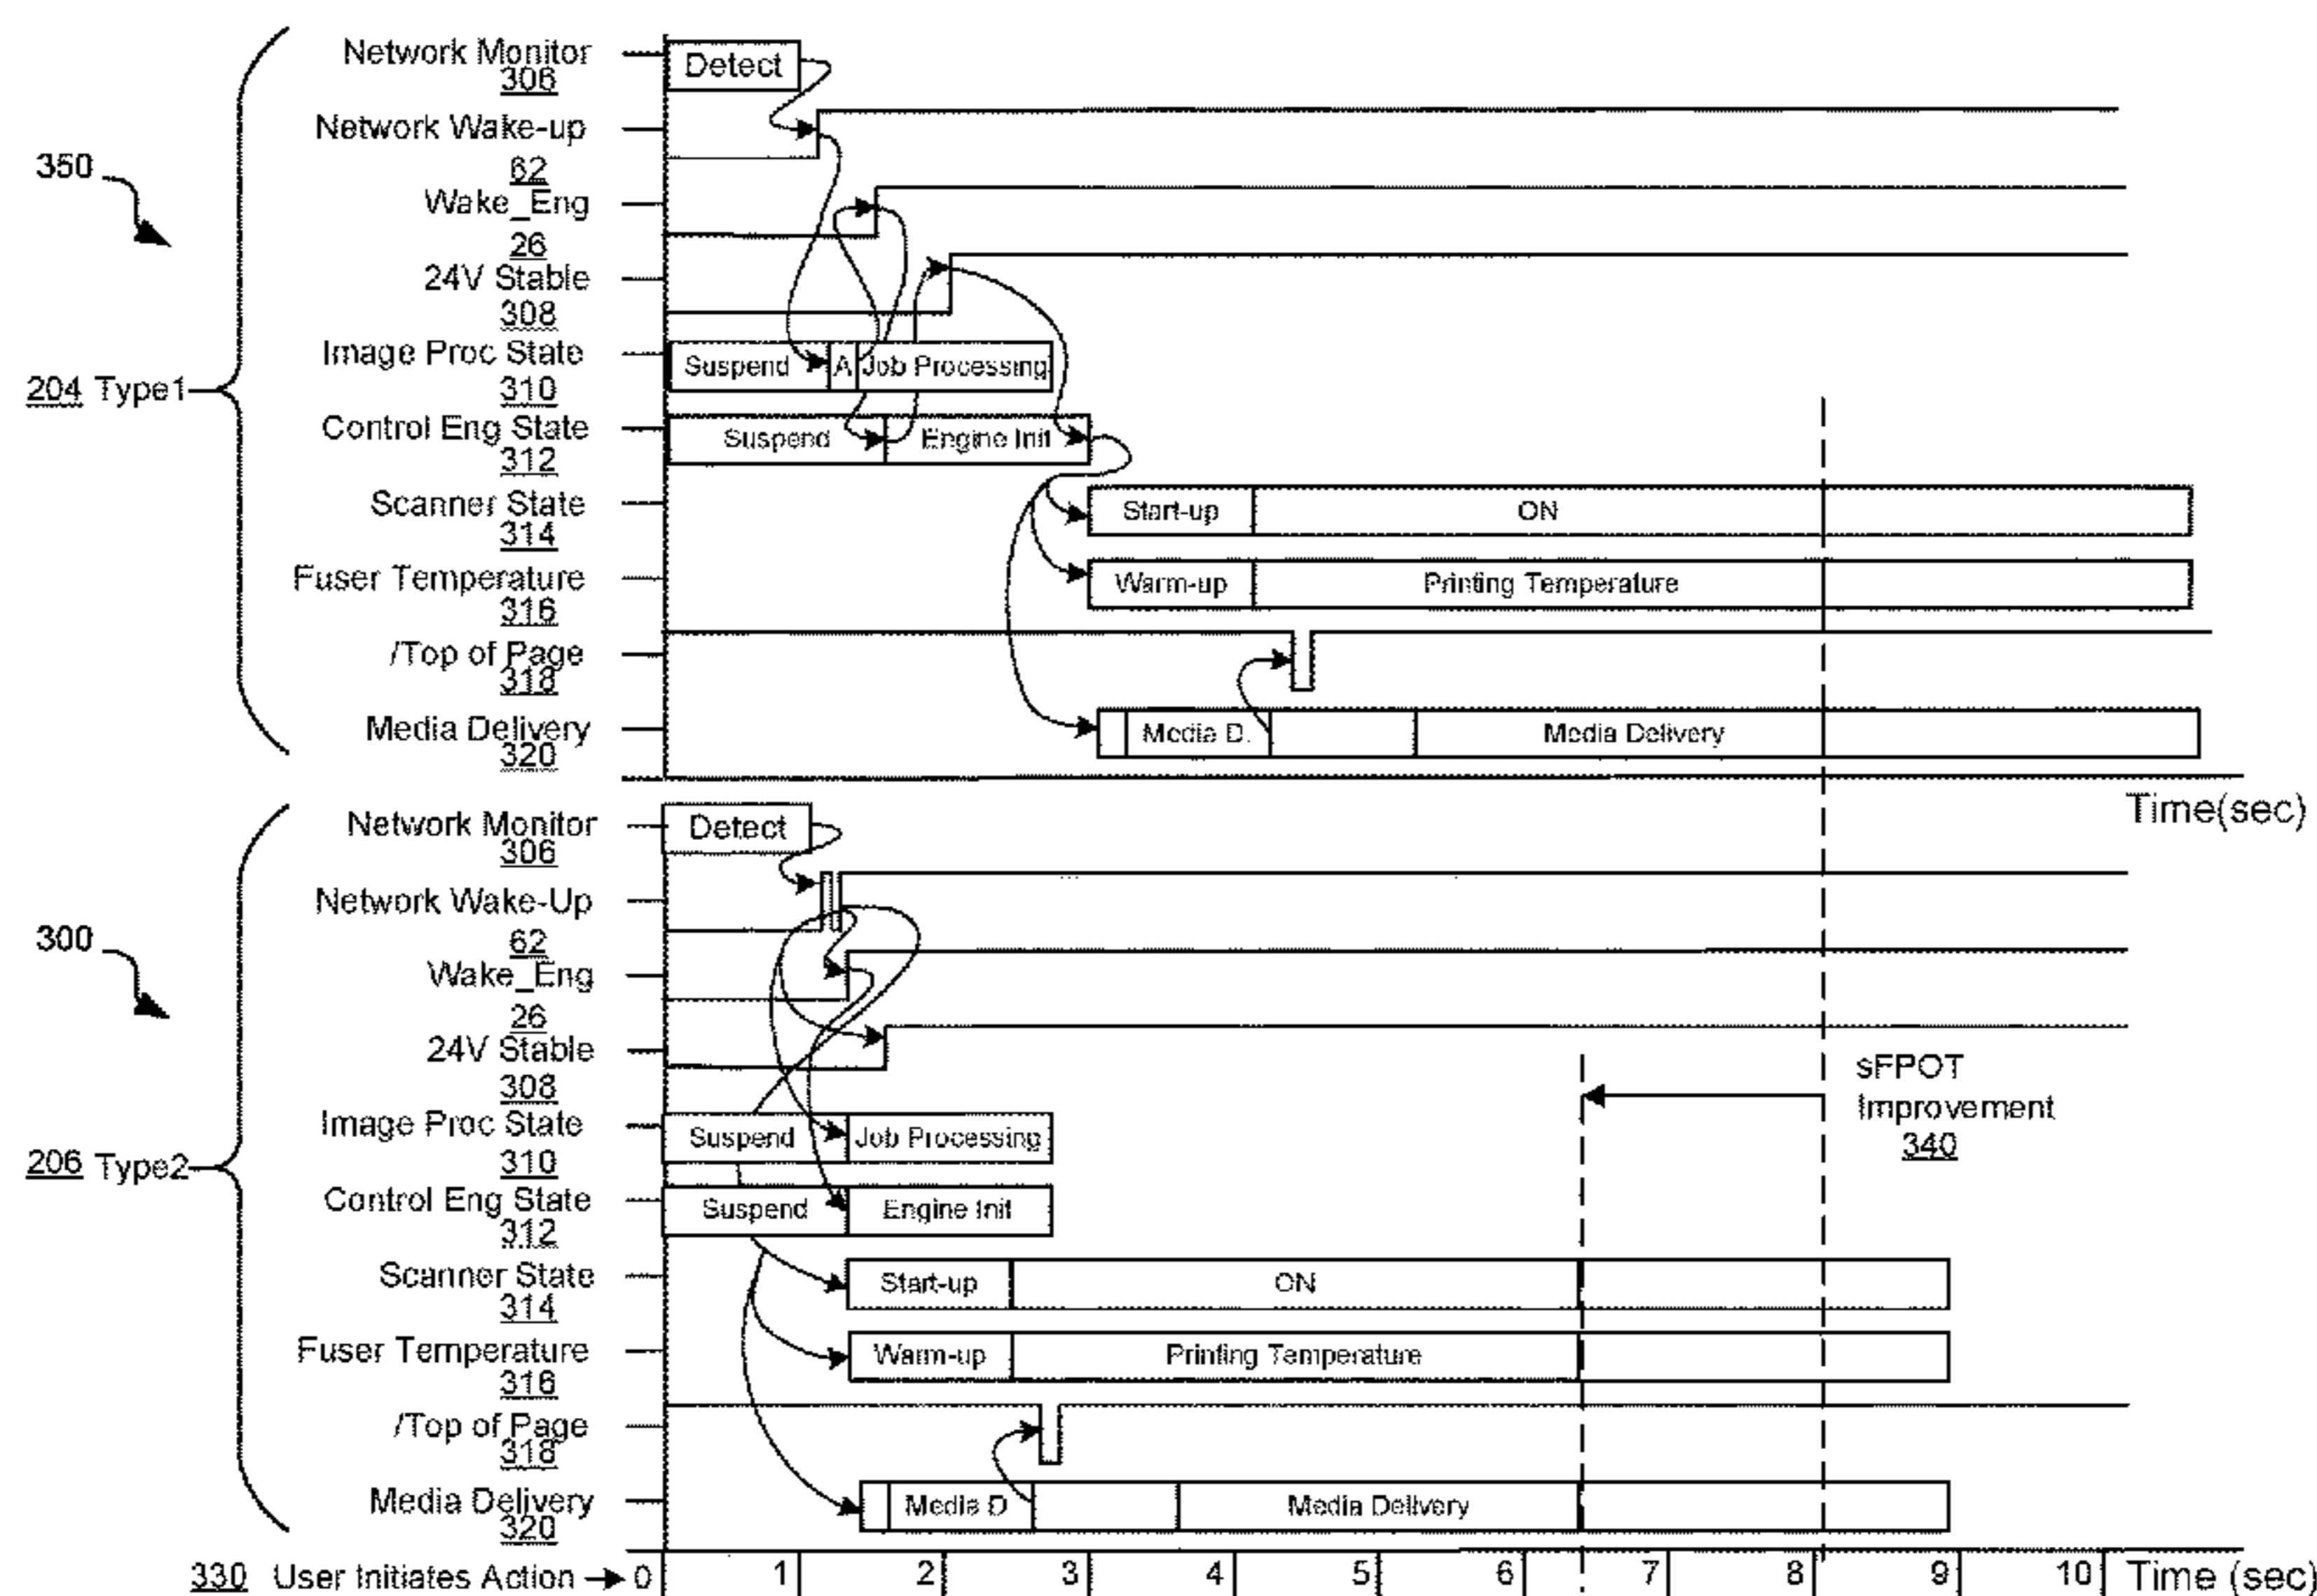 Network Monitor
306
Detect
Network Wake-up
62
350
Wake_Eng
26
24V Stable
308
Image Proc State
310
Suspend A Job Processing
204 Type1
Control Eng State
312
Suspend Engine Init
Scanner State
314
Start-up ON
Fuser Temperature
316
Warm-up Printing Temperature
/Top of Page
318
Media Delivery
320
Media D. Media Delivery
Time(sec)
Network Monitor
306
Detect
Network Wake-Up
62
300
Wake_Eng
26
24V Stable
308
sFPOT
Improvement
340
Image Proc State
310
Suspend Job Processing
206 Type2
Control Eng State
312
Suspend Engine Init
Scanner State
314
Start-up ON
Fuser Temperature
316
Warm-up Printing Temperature
/Top of Page
318
Media Delivery
320
Media D Media Delivery
330 User Initiates Action 0 1 2 3 4 5 6 7 8 9 10 Time (sec)